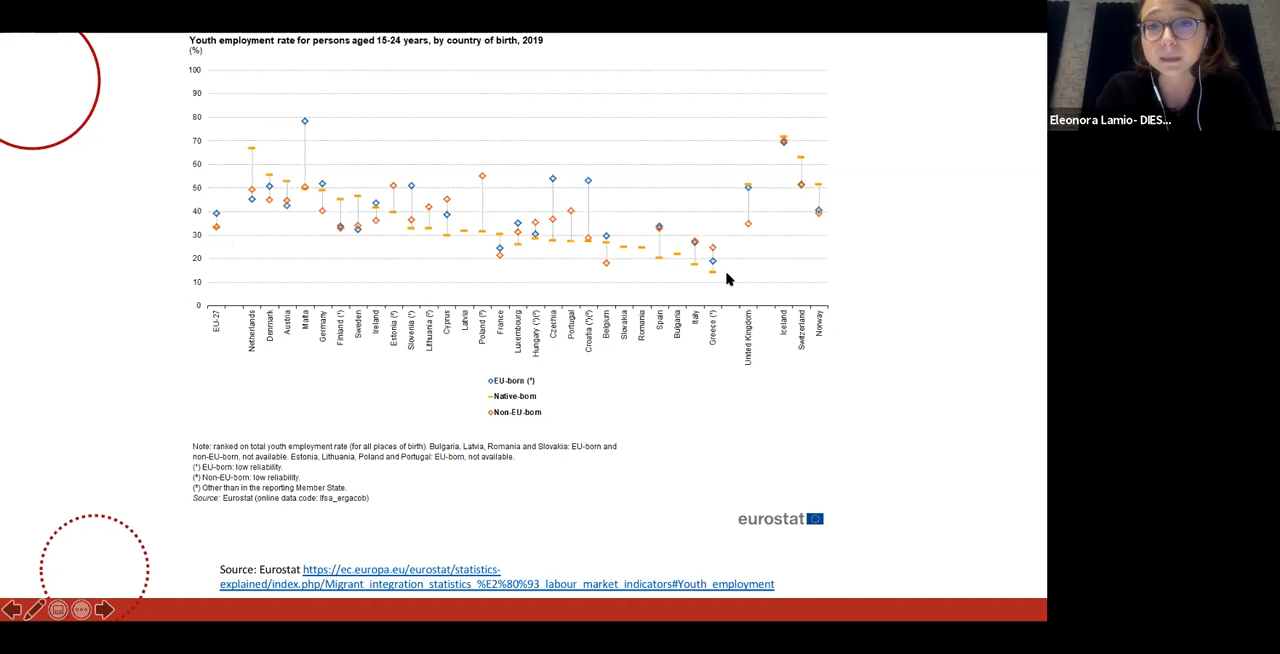 Youth employment rate for persons aged 15-24 years, by country of birth, 2019
(%)
100
90
80
70
60
50
40
30
20
10
0
EU-27
Netherlands
Denmark
Austria
Malta
Germany
Finland (¹)
Sweden
Ireland
Estonia (²)
Slovenia (¹)
Lithuania (²)
Cyprus
Latvia
Poland (²)
France
Luxembourg
Hungary (¹)(²)
Czechia
Portugal
Croatia (¹)(²)
Belgium
Slovakia
Romania
Spain
Bulgaria
Italy
Greece (¹)
United Kingdom
Iceland
Switzerland
Norway
EU-born (³)
Native-born
Non-EU-born
Note: ranked on total youth employment rate (for all places of birth). Bulgaria, Latvia, Romania and Slovakia: EU-born and
non-EU-born, not available. Estonia, Lithuania, Poland and Portugal: EU-born, not available.
(¹) EU-born: low reliability.
(²) Non-EU-born: low reliability.
(³) Other than in the reporting Member State.
Source: Eurostat (online data code: lfsa_ergacob)
eurostat
Source: Eurostat https://ec.europa.eu/eurostat/statistics-
explained/index.php/Migrant_integration_statistics_%E2%80%93_labour_market_indicators#Youth_employment
Eleonora Lamio- DIES...